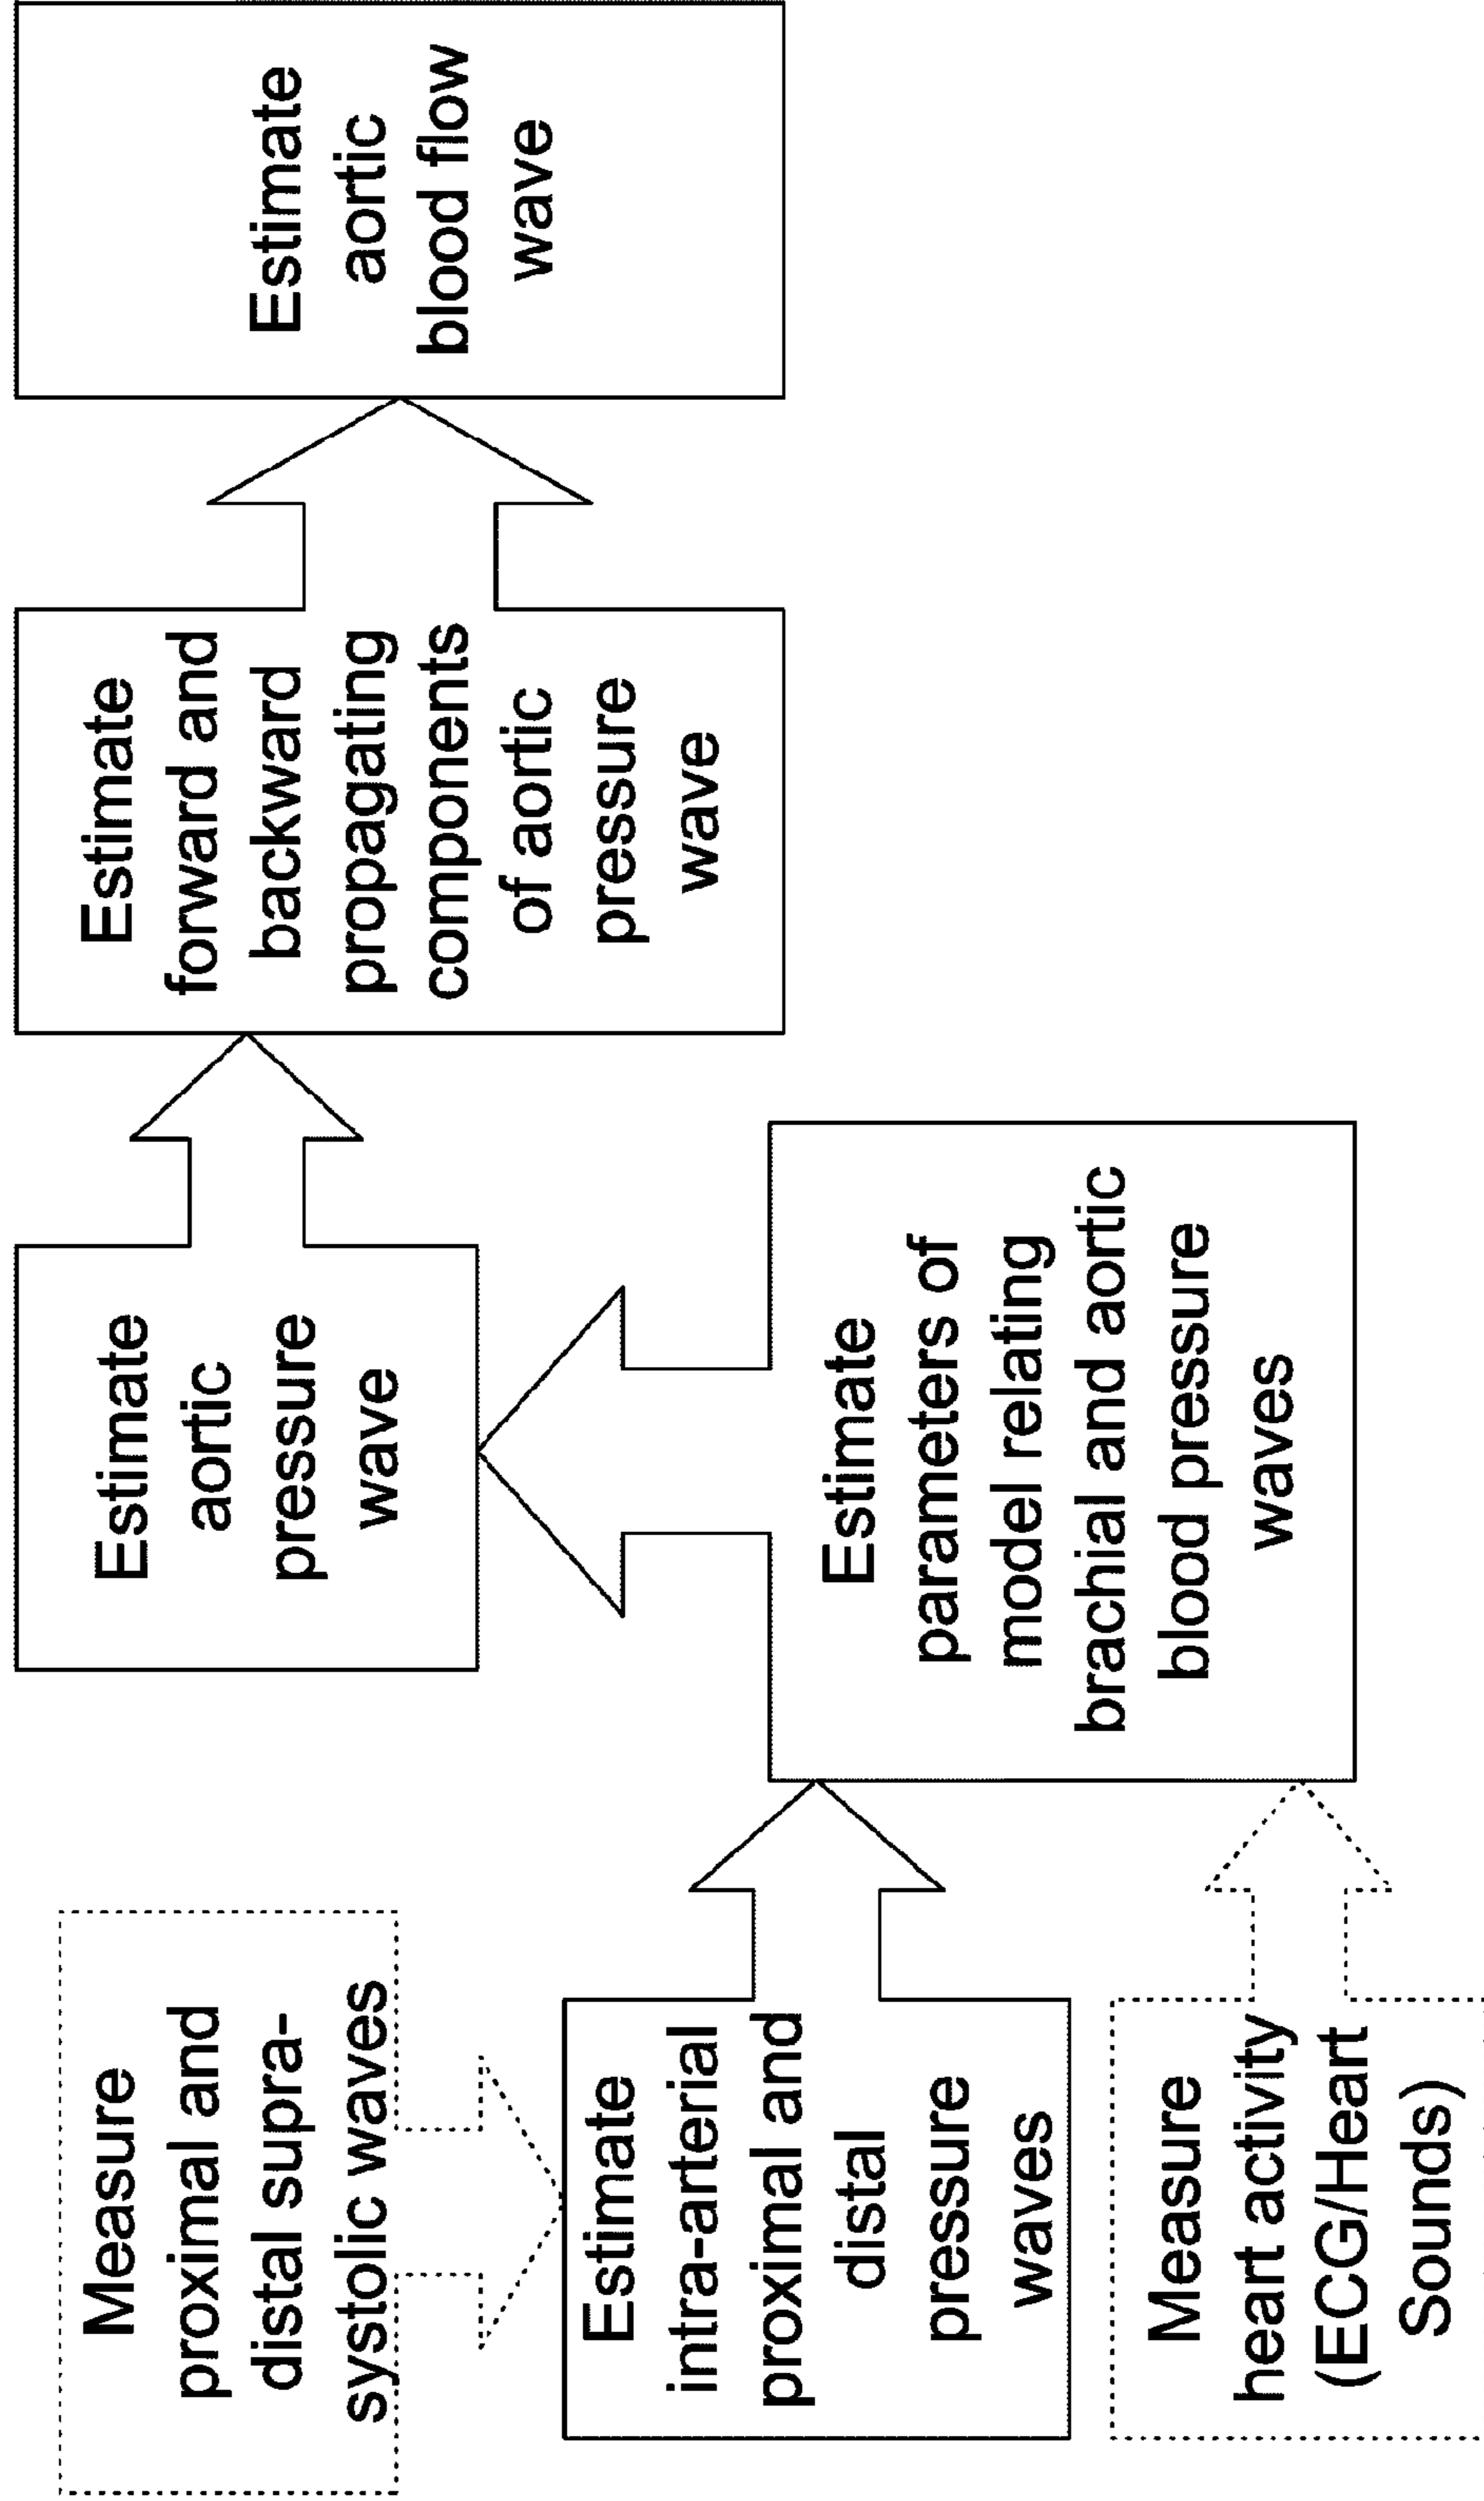 Measure
proximal and
distal supra-
systolic waves
Estimate
intra-arterial
proximal and
distal
pressure
waves
Measure
heart activity
(ECG/Heart
Sounds)
Estimate
parameters of
model relating
brachial and aortic
blood pressure
waves
Estimate
aortic
pressure
wave
Estimate
forward and
backward
propagating
components
of aortic
pressure
wave
Estimate
aortic
blood flow
wave